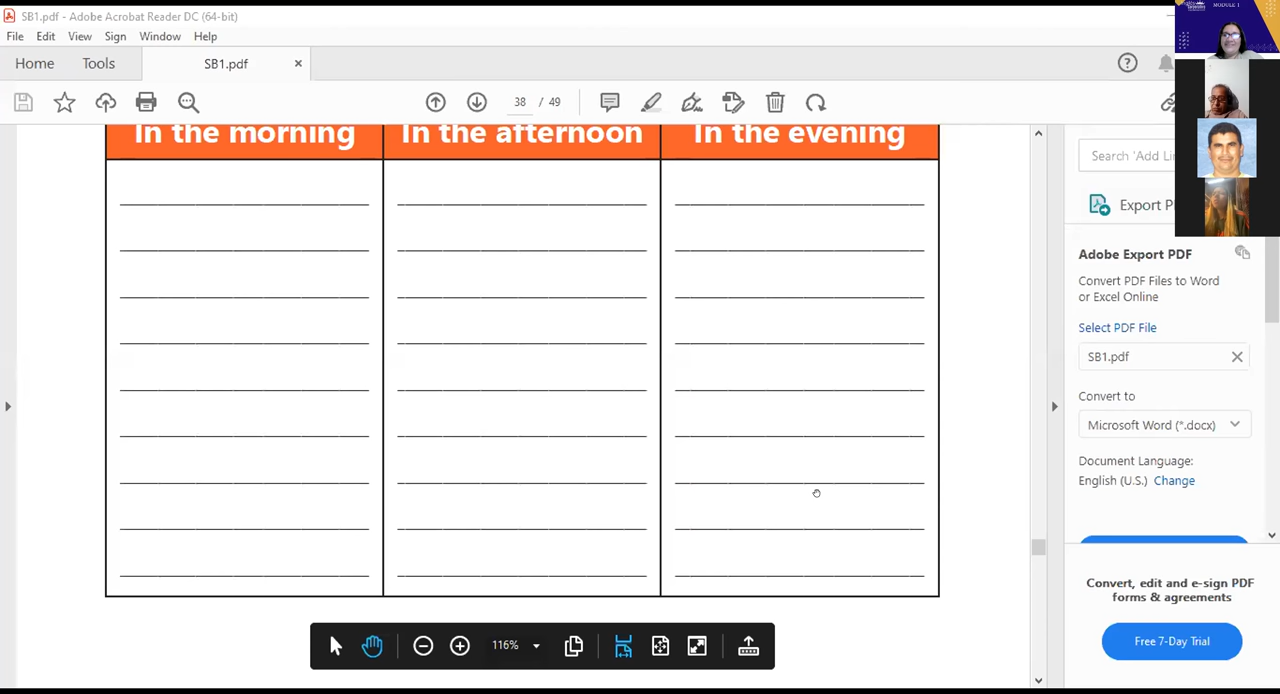 SB1.pdf - Adobe Acrobat Reader DC (64-bit)
File Edit View Sign Window Help
Home Tools SB1.pdf
38 / 49
In the morning In the afternoon In the evening
MODULE 1
Search 'Add Li
Export P
Adobe Export PDF
Convert PDF Files to Word
or Excel Online
Select PDF File
SB1.pdf
Convert to
Microsoft Word (*.docx)
Document Language:
English (U.S.) Change
Convert, edit and e-sign PDF
forms & agreements
Free 7-Day Trial
116%